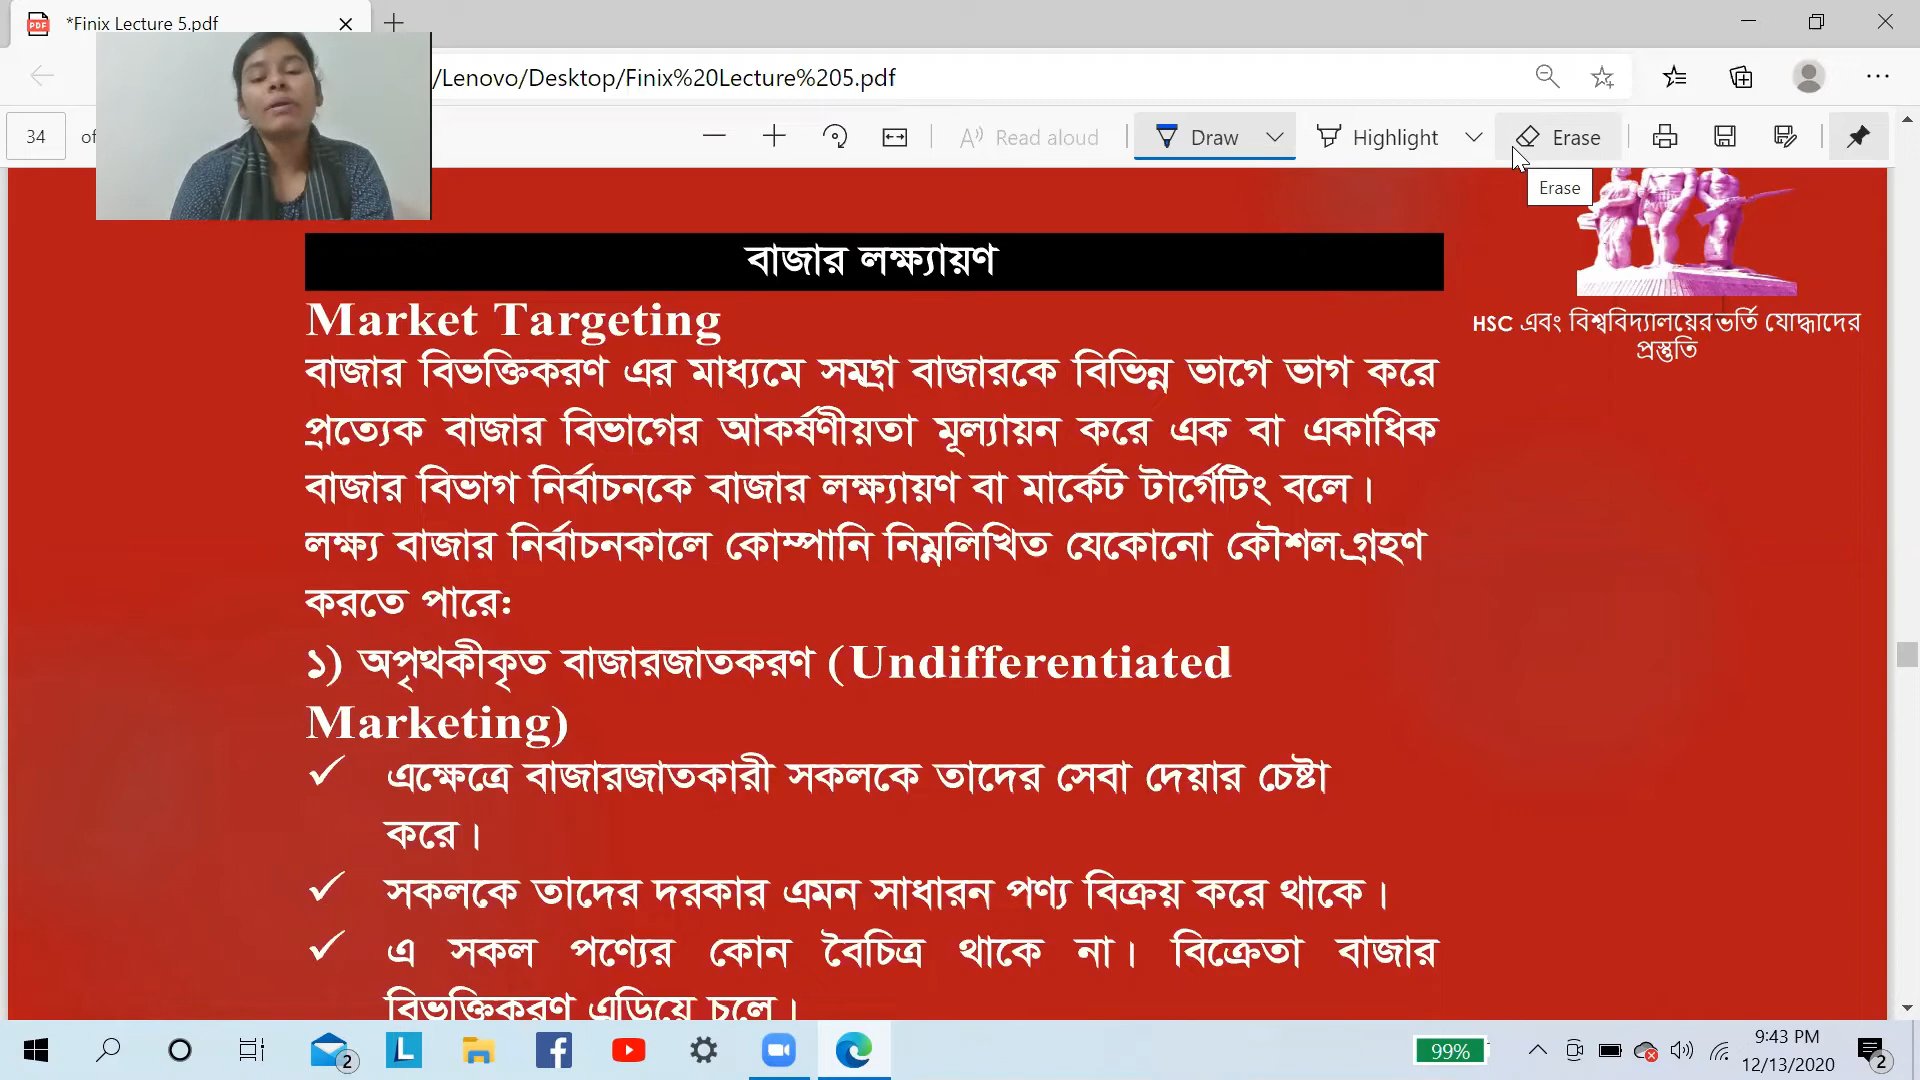 *Finix Lecture 5.pdf
/Lenovo/Desktop/Finix%20Lecture%205.pdf
34 of
Read aloud
Draw
Highlight
Erase
Erase
বাজার লক্ষ্যায়ণ
Market Targeting
বাজার বিভক্তিকরণ এর মাধ্যমে সমগ্র বাজারকে বিভিন্ন ভাগে ভাগ করে
প্রত্যেক বাজার বিভাগের আকর্ষণীয়তা মূল্যায়ন করে এক বা একাধিক
বাজার বিভাগ নির্বাচনকে বাজার লক্ষ্যায়ণ বা মার্কেট টার্গেটিং বলে।
লক্ষ্য বাজার নির্বাচনকালে কোম্পানি নিম্নলিখিত যেকোনো কৌশল গ্রহণ
করতে পারে:
১) অপৃথকীকৃত বাজারজাতকরণ (Undifferentiated
Marketing)
✓ এক্ষেত্রে বাজারজাতকারী সকলকে তাদের সেবা দেয়ার চেষ্টা
করে।
✓ সকলকে তাদের দরকার এমন সাধারন পণ্য বিক্রয় করে থাকে।
✓ এ সকল পণ্যের কোন বৈচিত্র থাকে না। বিক্রেতা বাজার
বিভক্তিকরণ এড়িয়ে চলে।
HSC এবং বিশ্ববিদ্যালয়ের ভর্তি যোদ্ধাদের
প্রস্তুতি
2
L
99%
9:43 PM
12/13/2020
2